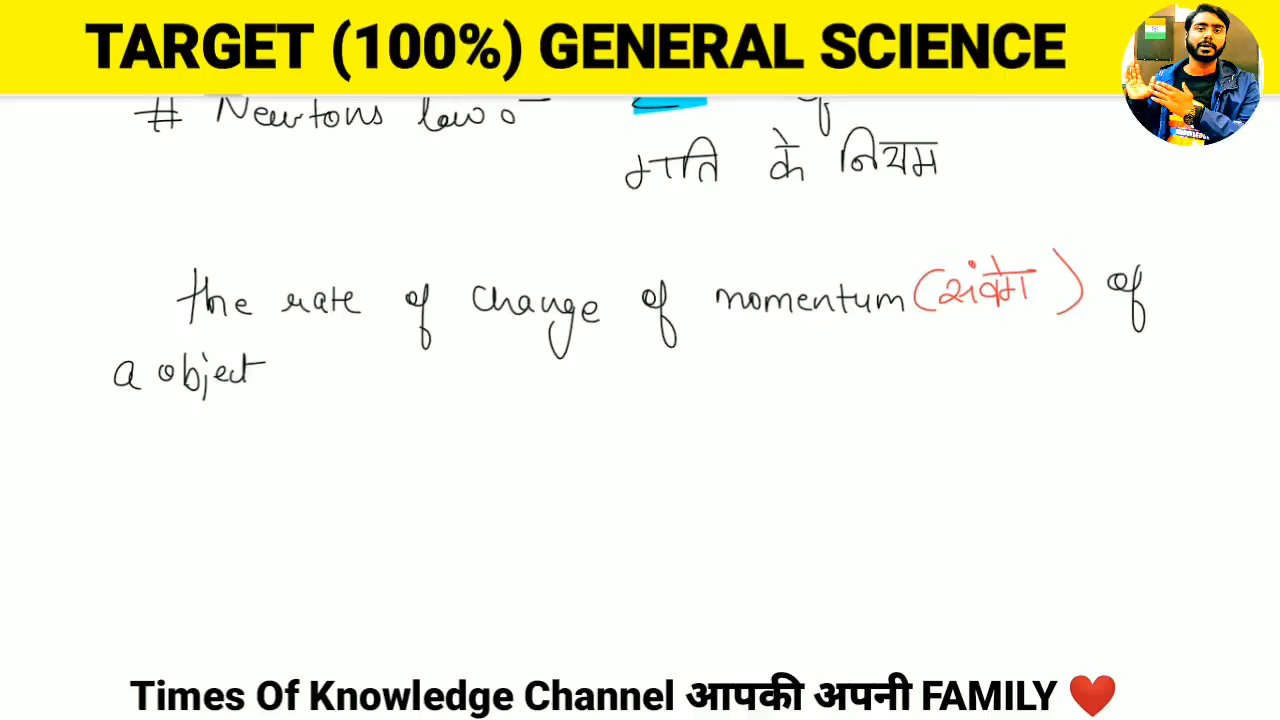 TARGET (100%) GENERAL SCIENCE
# Newtons law
गति के नियम
the rate of change of momentum (संवेग) of
a object
Times Of Knowledge Channel आपकी अपनी FAMILY ❤️